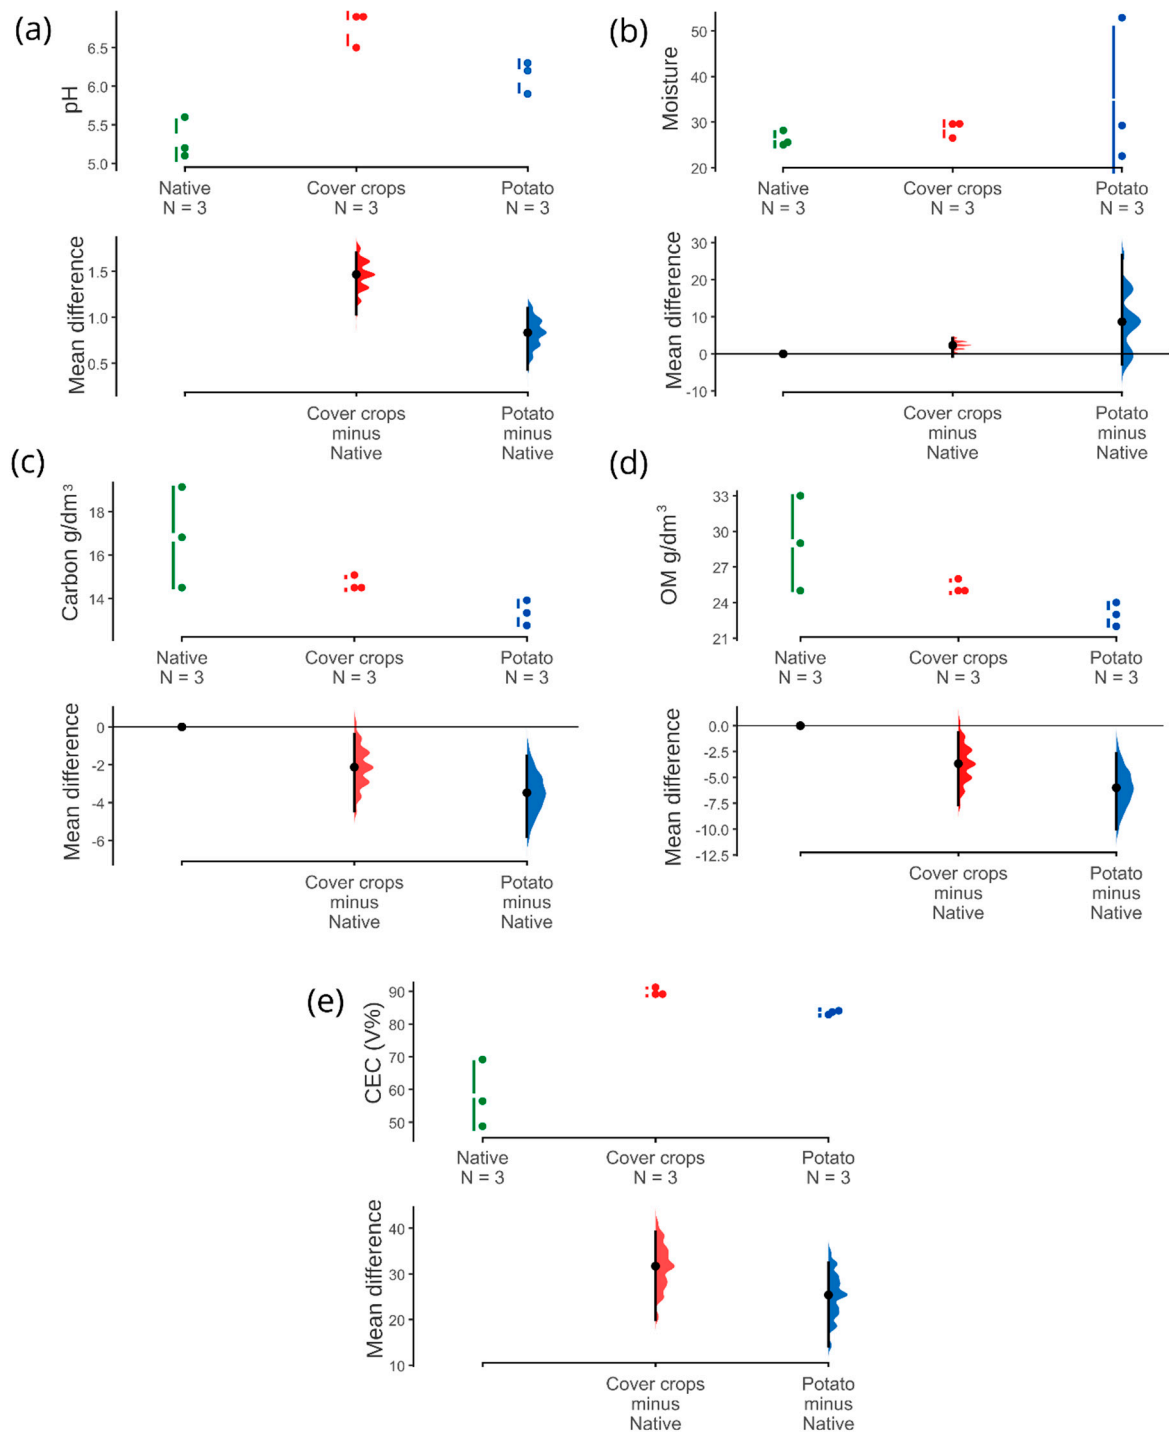 (a)
pH
6.5
6.0
5.5
5.0
Native
N = 3
Cover crops
N = 3
Potato
N = 3
Mean difference
1.5
1.0
0.5
Cover crops
minus
Native
Potato
minus
Native
(b)
Moisture
50
40
30
20
Native
N = 3
Cover crops
N = 3
Potato
N = 3
Mean difference
30
20
10
0
-10
Cover crops
minus
Native
Potato
minus
Native
(c)
Carbon g/dm³
18
16
14
Native
N = 3
Cover crops
N = 3
Potato
N = 3
Mean difference
0
-2
-4
-6
Cover crops
minus
Native
Potato
minus
Native
(d)
OM g/dm³
33
30
27
24
21
Native
N = 3
Cover crops
N = 3
Potato
N = 3
Mean difference
0.0
-2.5
-5.0
-7.5
-10.0
-12.5
Cover crops
minus
Native
Potato
minus
Native
(e)
CEC (V%)
90
80
70
60
50
Native
N = 3
Cover crops
N = 3
Potato
N = 3
Mean difference
40
30
20
10
Cover crops
minus
Native
Potato
minus
Native